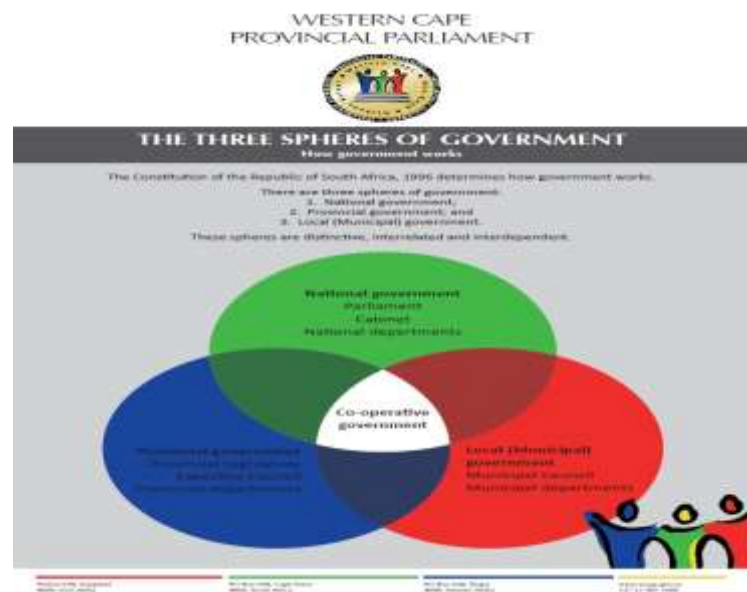 WESTERN CAPE
PROVINCIAL PARLIAMENT
THE THREE SPHERES OF GOVERNMENT
How government works
The Constitution of the Republic of South Africa, 1996 determines how government works.
There are three spheres of government:
1. National government;
2. Provincial government; and
3. Local (Municipal) government.
These spheres are distinctive, interrelated and interdependent.
National government
Parliament
Cabinet
National departments
Co-operative
government
Provincial government
Provincial legislature
Executive council
Provincial departments
Local (Municipal)
government
Municipal council
Municipal departments